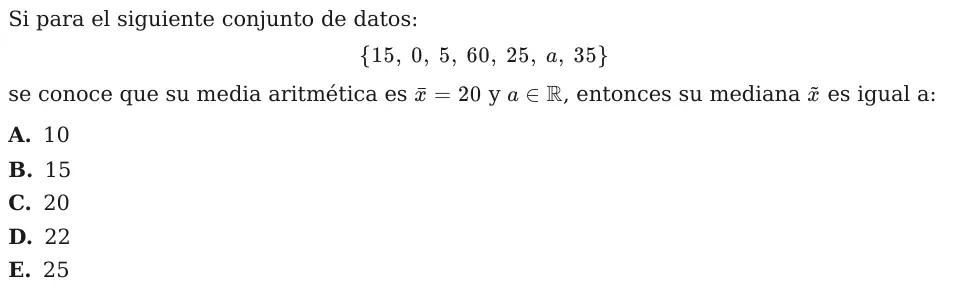 Si para el siguiente conjunto de datos:
{15, 0, 5, 60, 25, a, 35}
se conoce que su media aritmética es x̄ = 20 y a ∈ ℝ, entonces su mediana x̃ es igual a:
A. 10
B. 15
C. 20
D. 22
E. 25